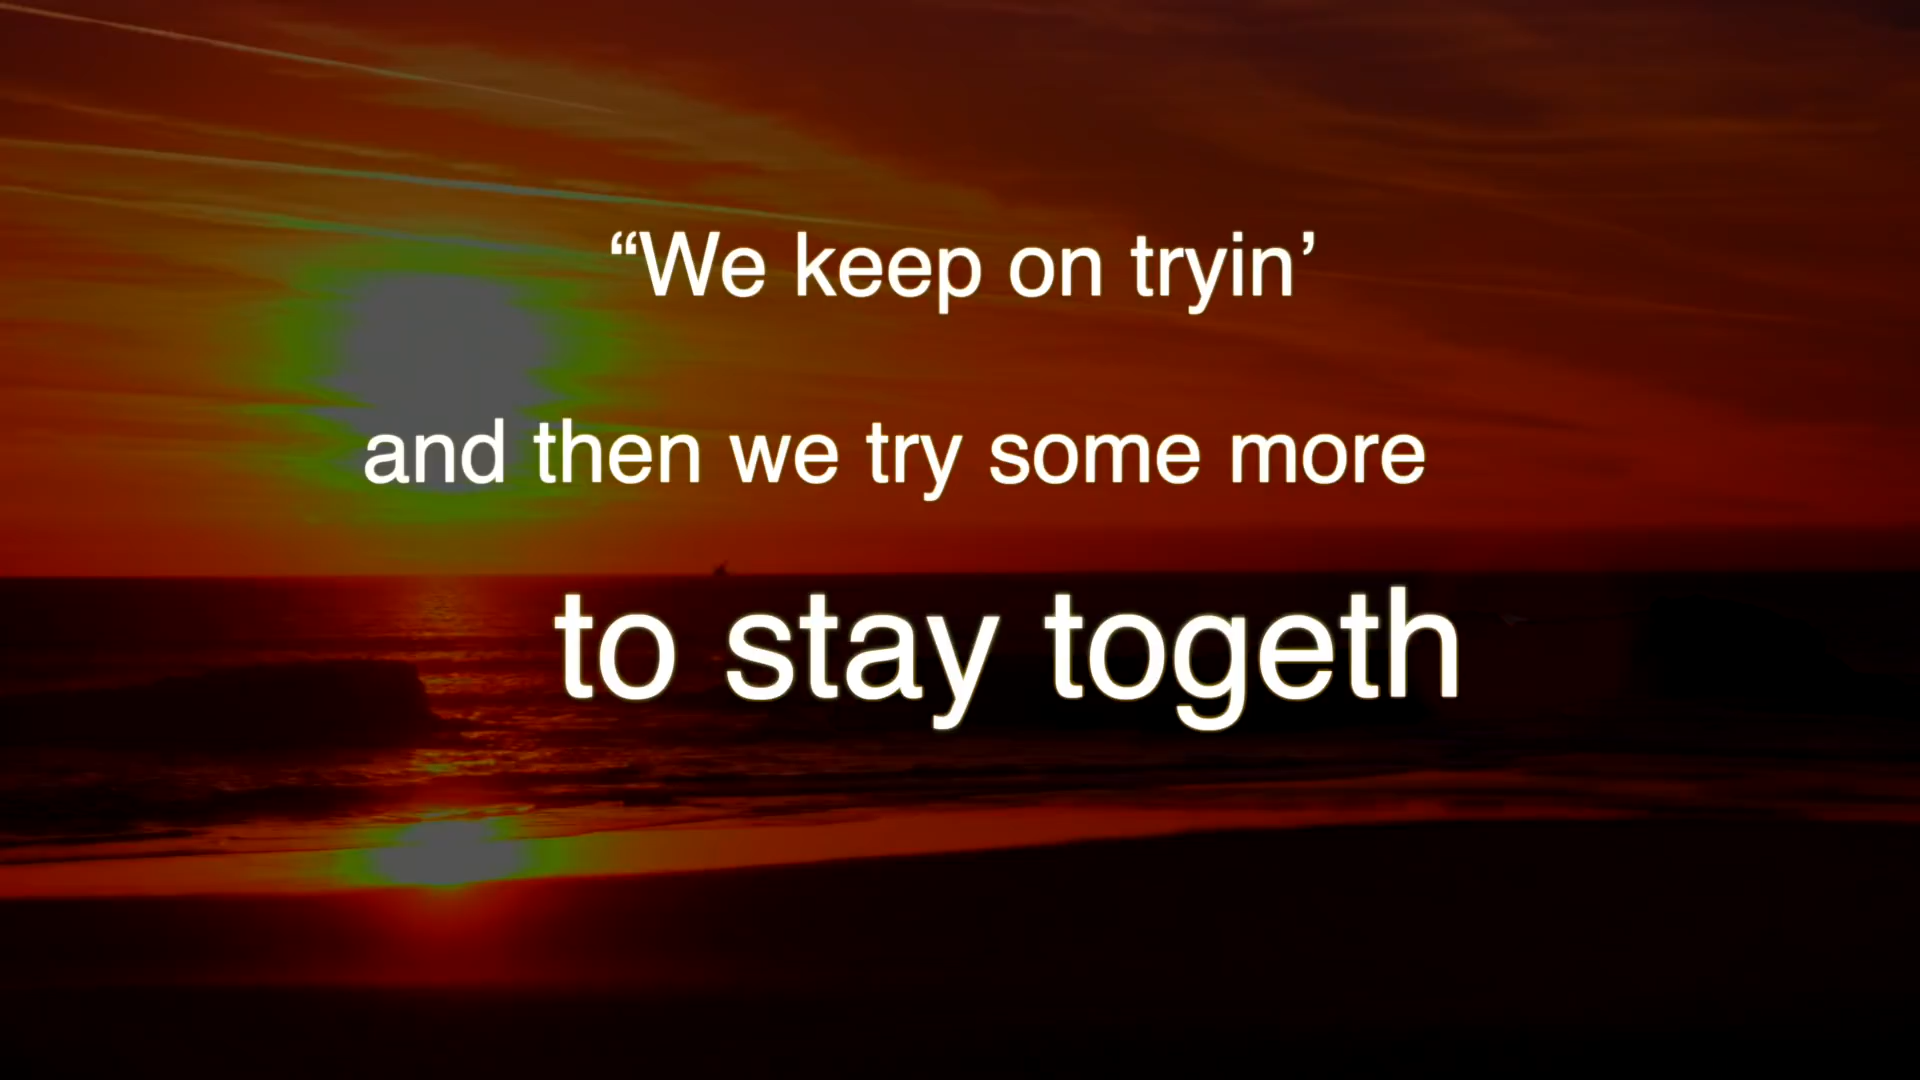 “We keep on tryin’
and then we try some more
to stay togeth